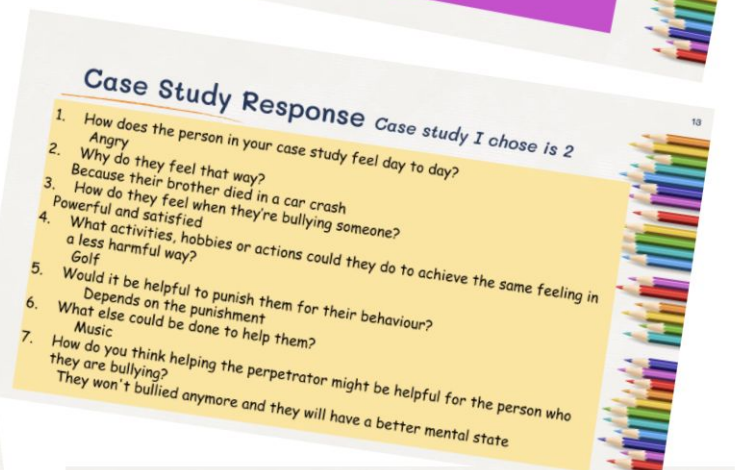 Case Study Response Case study I chose is 2
13
1. How does the person in your case study feel day to day?
Angry
2. Why do they feel that way?
Because their brother died in a car crash
3. How do they feel when they're bullying someone?
Powerful and satisfied
4. What activities, hobbies or actions could they do to achieve the same feeling in
a less harmful way?
Golf
5. Would it be helpful to punish them for their behaviour?
Depends on the punishment
6. What else could be done to help them?
Music
7. How do you think helping the perpetrator might be helpful for the person who
they are bullying?
They won't bullied anymore and they will have a better mental state